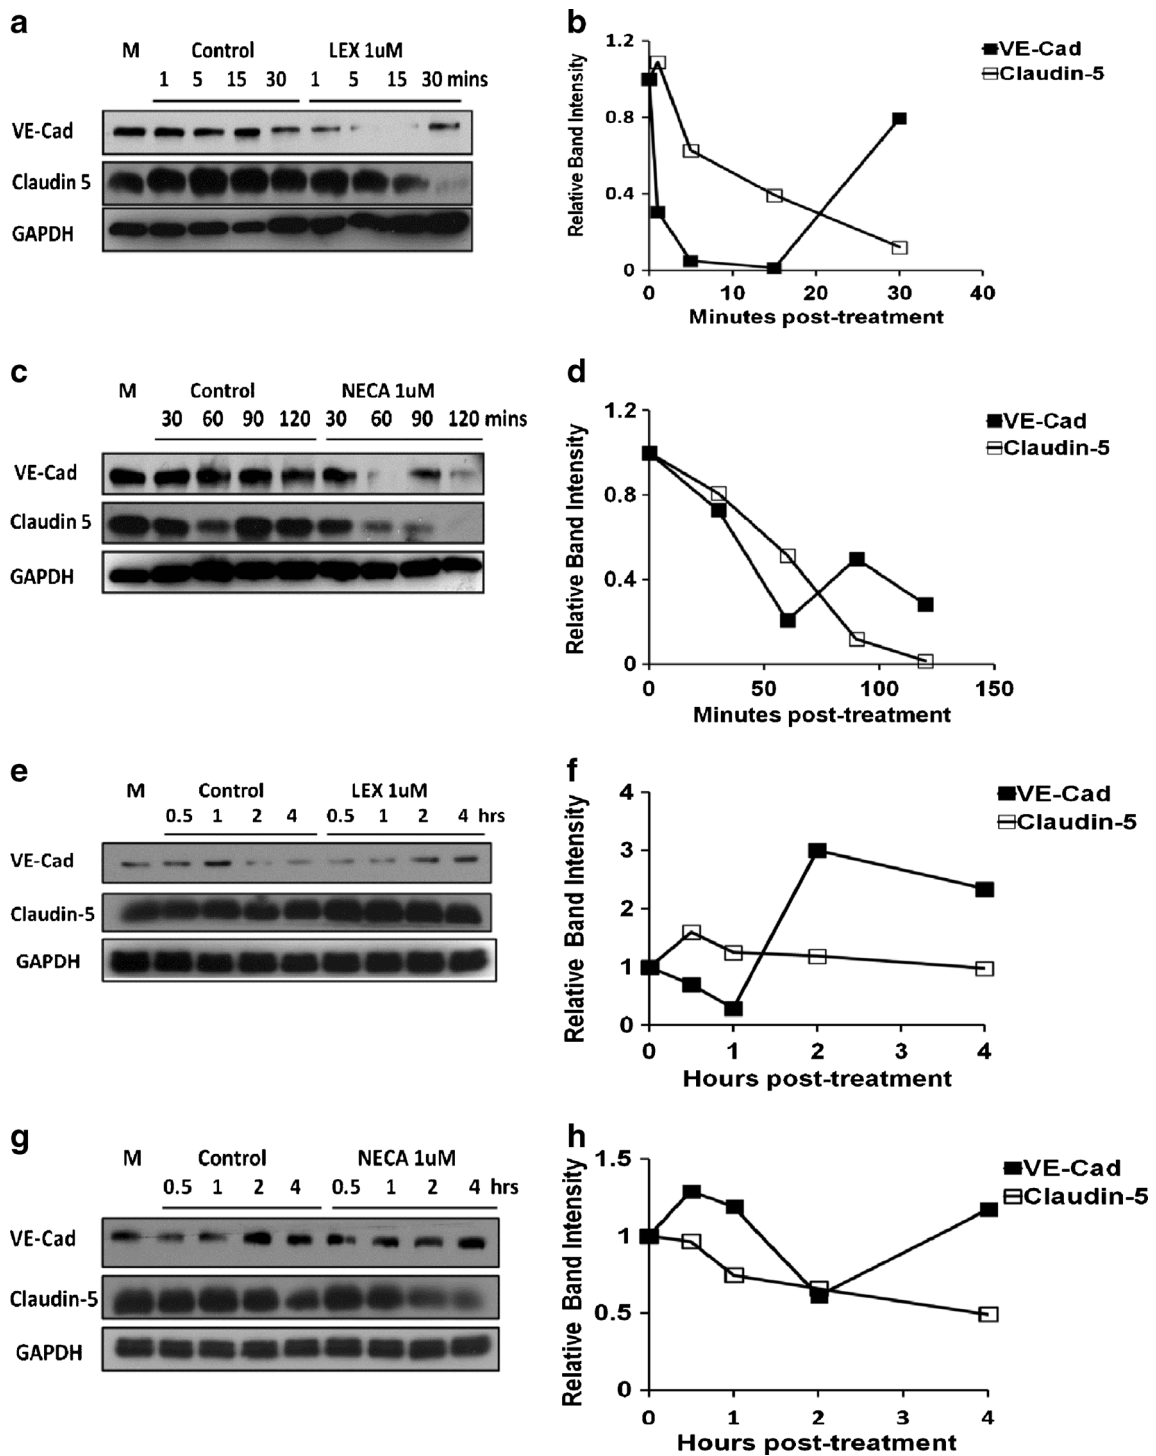 a
M Control LEX 1uM
1 5 15 30 1 5 15 30 mins
VE-Cad
Claudin 5
GAPDH
b
1.2
0.8
0.4
0
Relative Band Intensity
VE-Cad
Claudin-5
0 10 20 30 40
Minutes post-treatment
c
M Control NECA 1uM
30 60 90 120 30 60 90 120 mins
VE-Cad
Claudin 5
GAPDH
d
1.2
0.8
0.4
0
Relative Band Intensity
VE-Cad
Claudin-5
0 50 100 150
Minutes post-treatment
e
M Control LEX 1uM
0.5 1 2 4 0.5 1 2 4 hrs
VE-Cad
Claudin-5
GAPDH
f
4
3
2
1
0
Relative Band Intensity
VE-Cad
Claudin-5
0 1 2 3 4
Hours post-treatment
g
M Control NECA 1uM
0.5 1 2 4 0.5 1 2 4 hrs
VE-Cad
Claudin-5
GAPDH
h
1.5
1
0.5
0
Relative Band Intensity
VE-Cad
Claudin-5
0 1 2 3 4
Hours post-treatment